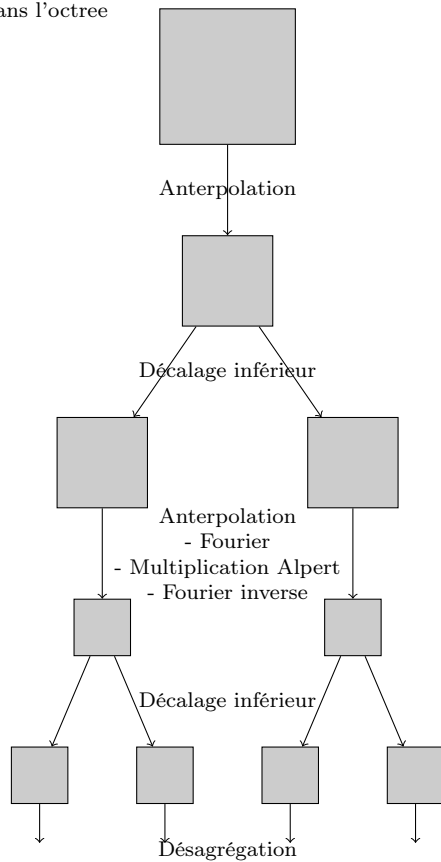 ans l'octree
Anterpolation
Décalage inférieur
Anterpolation
- Fourier
- Multiplication Alpert
- Fourier inverse
Décalage inférieur
Désagrégation